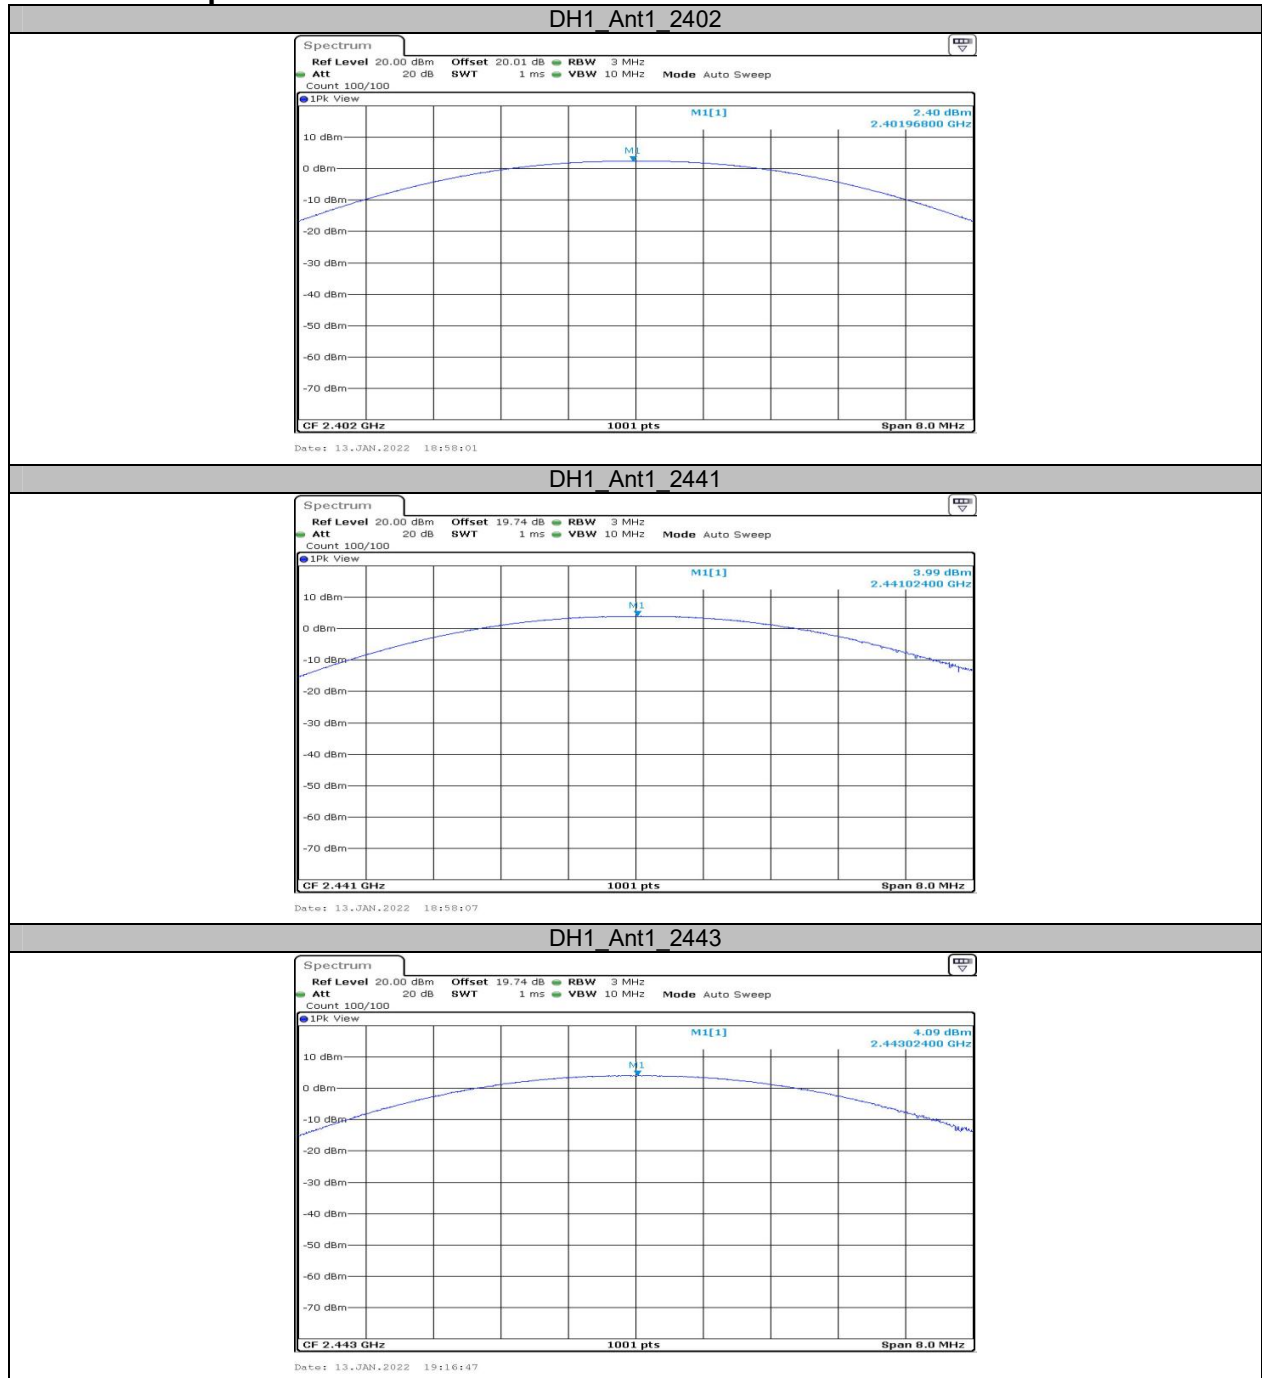 DH1_Ant1_2402
Spectrum
Ref Level 20.00 dBm Offset 20.01 dB RBW 3 MHz
Att 20 dB SWT 1 ms VBW 10 MHz Mode Auto Sweep
Count 100/100
1Pk View
M1[1] 2.40 dBm
2.40196800 GHz
10 dBm
M1
0 dBm
-10 dBm
-20 dBm
-30 dBm
-40 dBm
-50 dBm
-60 dBm
-70 dBm
CF 2.402 GHz 1001 pts Span 8.0 MHz
Date: 13.JAN.2022 18:58:01
DH1_Ant1_2441
Spectrum
Ref Level 20.00 dBm Offset 19.74 dB RBW 3 MHz
Att 20 dB SWT 1 ms VBW 10 MHz Mode Auto Sweep
Count 100/100
1Pk View
M1[1] 3.99 dBm
2.44102400 GHz
10 dBm
M1
0 dBm
-10 dBm
-20 dBm
-30 dBm
-40 dBm
-50 dBm
-60 dBm
-70 dBm
CF 2.441 GHz 1001 pts Span 8.0 MHz
Date: 13.JAN.2022 18:58:07
DH1_Ant1_2443
Spectrum
Ref Level 20.00 dBm Offset 19.74 dB RBW 3 MHz
Att 20 dB SWT 1 ms VBW 10 MHz Mode Auto Sweep
Count 100/100
1Pk View
M1[1] 4.09 dBm
2.44302400 GHz
10 dBm
M1
0 dBm
-10 dBm
-20 dBm
-30 dBm
-40 dBm
-50 dBm
-60 dBm
-70 dBm
CF 2.443 GHz 1001 pts Span 8.0 MHz
Date: 13.JAN.2022 19:16:47